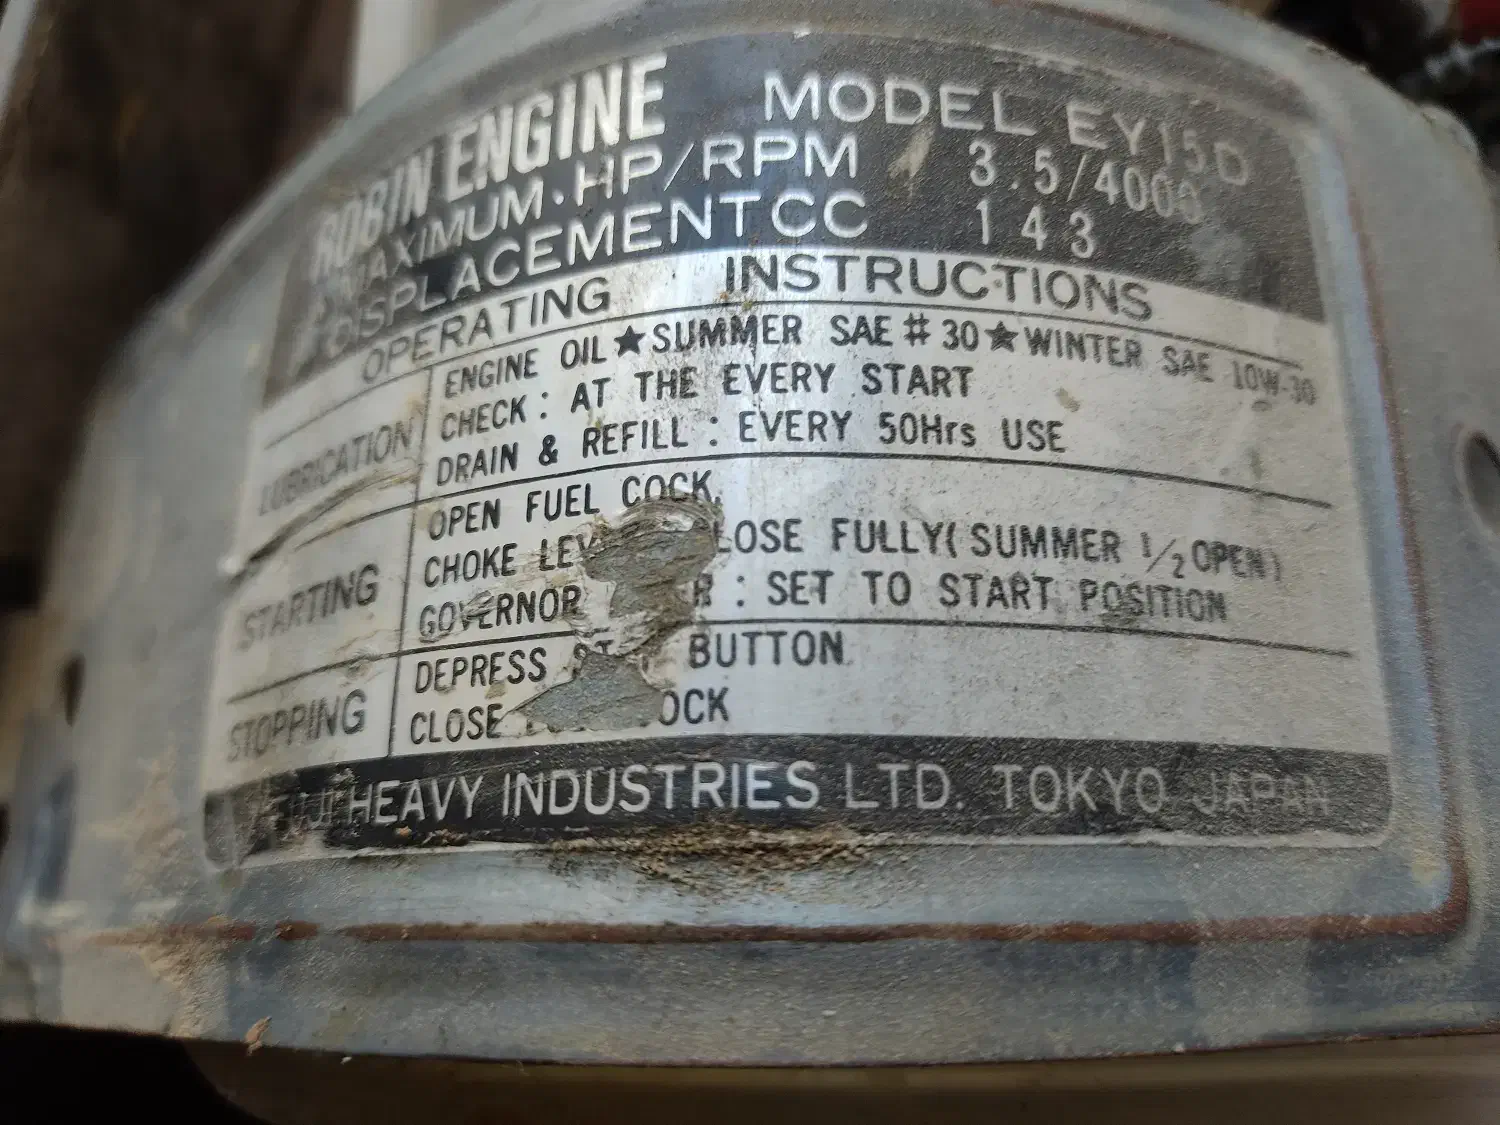 ROBIN ENGINE MODEL EY15D
MAXIMUM·HP/RPM 3.5/4000
DISPLACEMENT CC 143
OPERATING INSTRUCTIONS
LUBRICATION
ENGINE OIL★SUMMER SAE #30★WINTER SAE 10W-30
CHECK : AT THE EVERY START
DRAIN & REFILL : EVERY 50Hrs USE
STARTING
OPEN FUEL COCK.
CHOKE FULLY(SUMMER 1/2 OPEN)
GOVERNOR : SET TO START POSITION
STOPPING
DEPRESS BUTTON
CLOSE
FUJI HEAVY INDUSTRIES LTD. TOKYO JAPAN